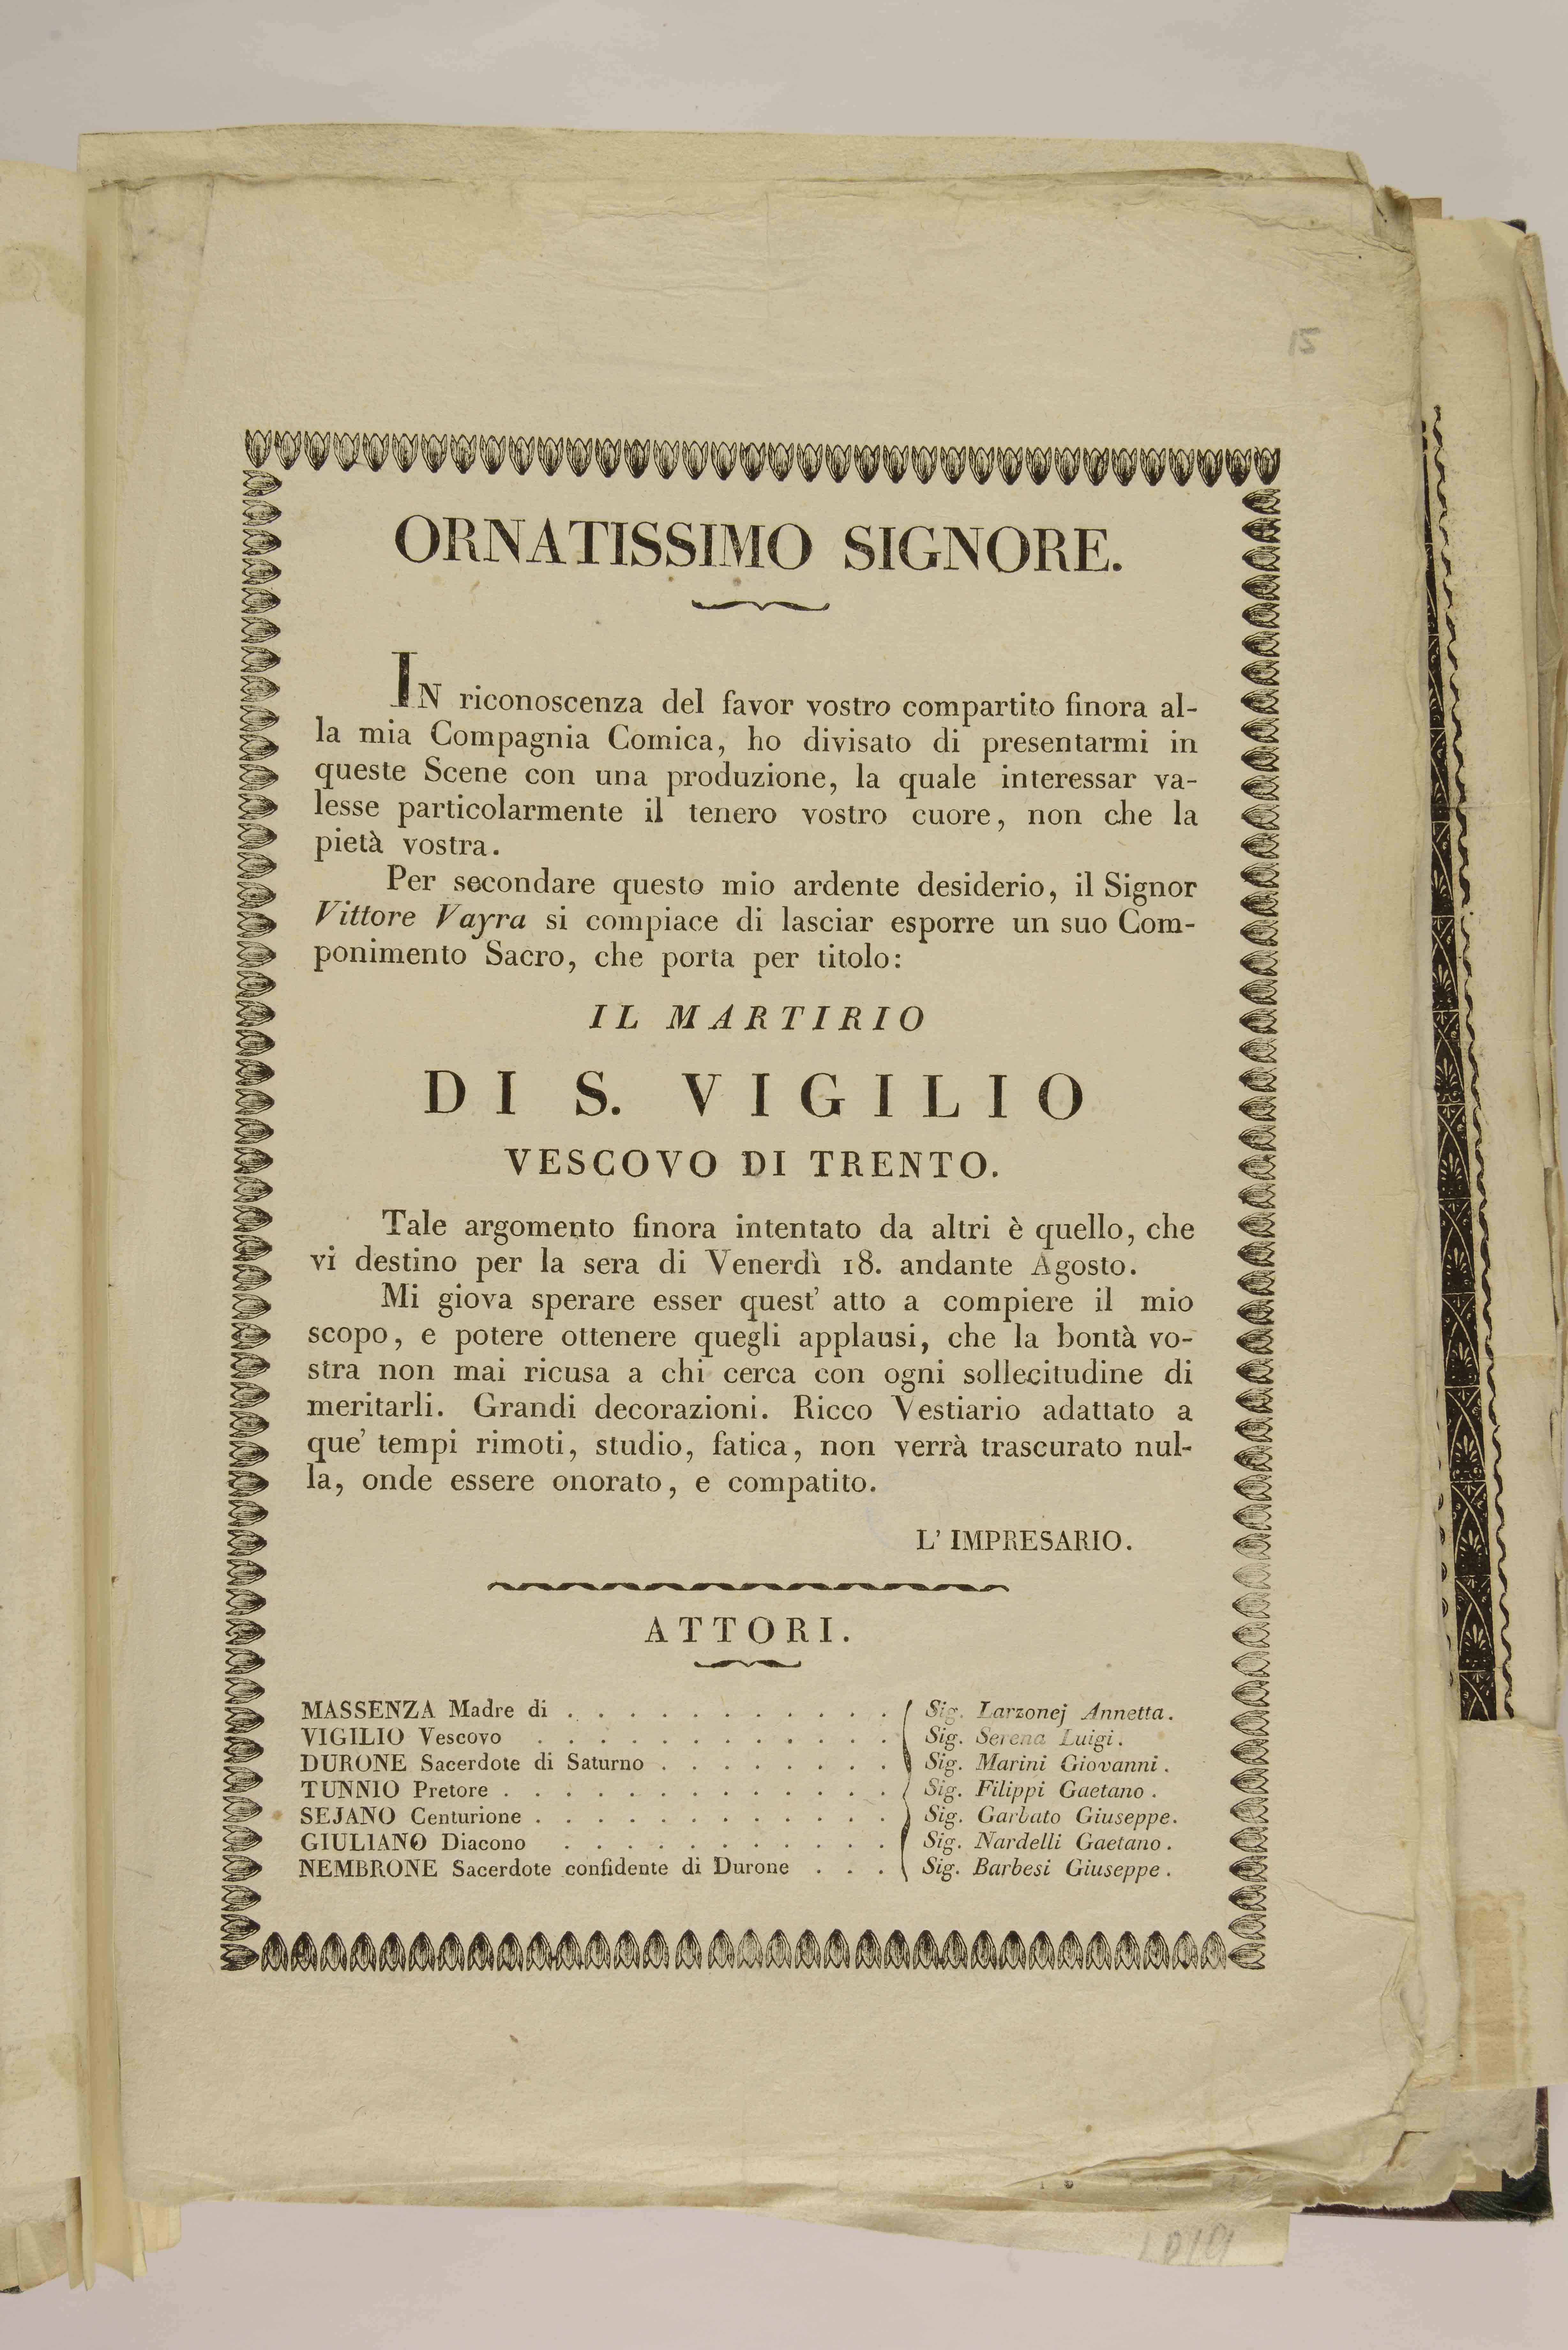 15
ORNATISSIMO SIGNORE.
IN riconoscenza del favor vostro compartito finora al-
la mia Compagnia Comica, ho divisato di presentarmi in
queste Scene con una produzione, la quale interessar va-
lesse particolarmente il tenero vostro cuore, non che la
pietà vostra.
Per secondare questo mio ardente desiderio, il Signor
Vittore Vayra si compiace di lasciar esporre un suo Com-
ponimento Sacro, che porta per titolo:
IL MARTIRIO
DI S. VIGILIO
VESCOVO DI TRENTO.
Tale argomento finora intentato da altri è quello, che
vi destino per la sera di Venerdì 18. andante Agosto.
Mi giova sperare esser quest' atto a compiere il mio
scopo, e potere ottenere quegli applausi, che la bontà vo-
stra non mai ricusa a chi cerca con ogni sollecitudine di
meritarli. Grandi decorazioni. Ricco Vestiario adattato a
que' tempi rimoti, studio, fatica, non verrà trascurato nul-
la, onde essere onorato, e compatito.
L' IMPRESARIO.
ATTORI.
MASSENZA Madre di . . . . . . . . . . . Sig. Larzonej Annetta.
VIGILIO Vescovo . . . . . . . . . . . . Sig. Serena Luigi.
DURONE Sacerdote di Saturno . . . . . . . . Sig. Marini Giovanni.
TUNNIO Pretore . . . . . . . . . . . . . Sig. Filippi Gaetano.
SEJANO Centurione . . . . . . . . . . . . Sig. Garbato Giuseppe.
GIULIANO Diacono . . . . . . . . . . . Sig. Nardelli Gaetano.
NEMBRONE Sacerdote confidente di Durone . . . Sig. Barbesi Giuseppe.